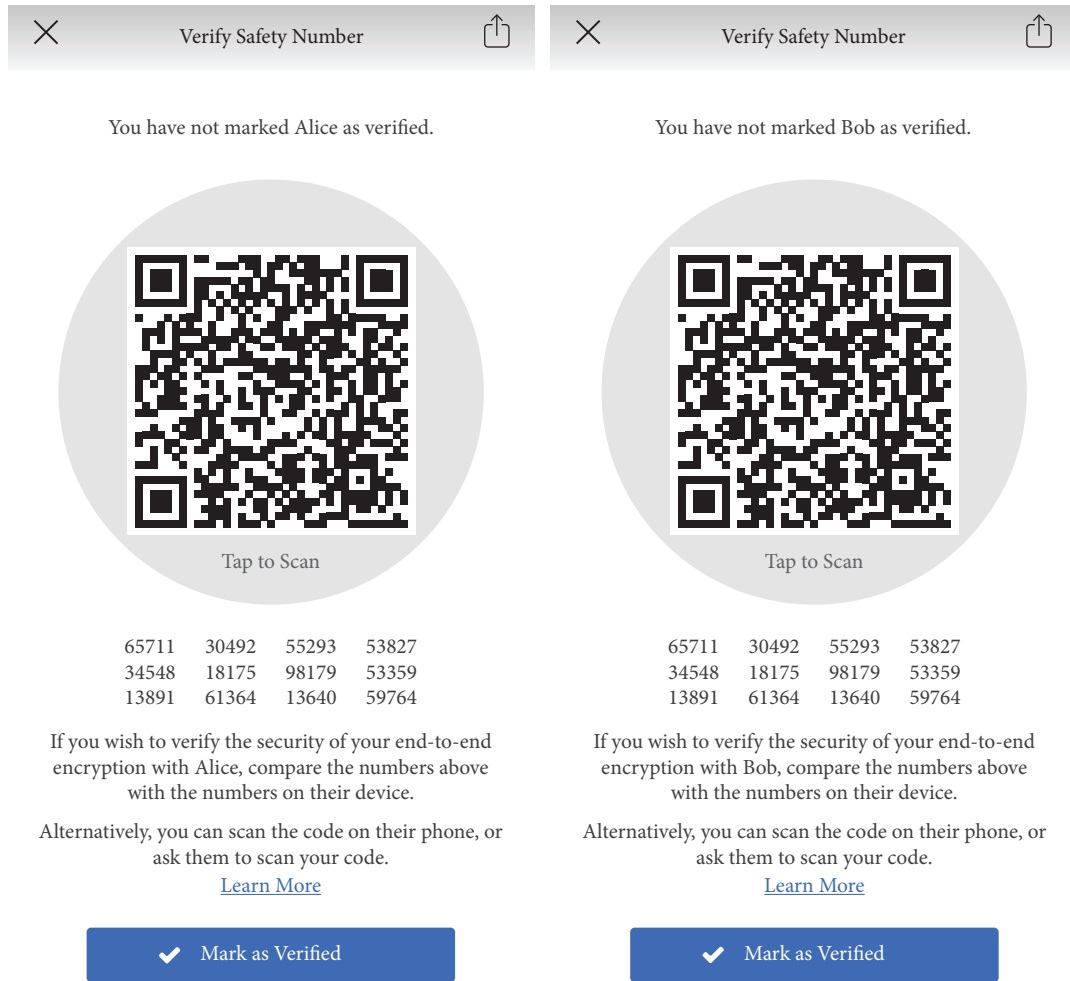 Verify Safety Number
You have not marked Alice as verified.
Tap to Scan
65711 30492 55293 53827
34548 18175 98179 53359
13891 61364 13640 59764
If you wish to verify the security of your end-to-end
encryption with Alice, compare the numbers above
with the numbers on their device.
Alternatively, you can scan the code on their phone, or
ask them to scan your code.
Learn More
Mark as Verified
Verify Safety Number
You have not marked Bob as verified.
Tap to Scan
65711 30492 55293 53827
34548 18175 98179 53359
13891 61364 13640 59764
If you wish to verify the security of your end-to-end
encryption with Bob, compare the numbers above
with the numbers on their device.
Alternatively, you can scan the code on their phone, or
ask them to scan your code.
Learn More
Mark as Verified